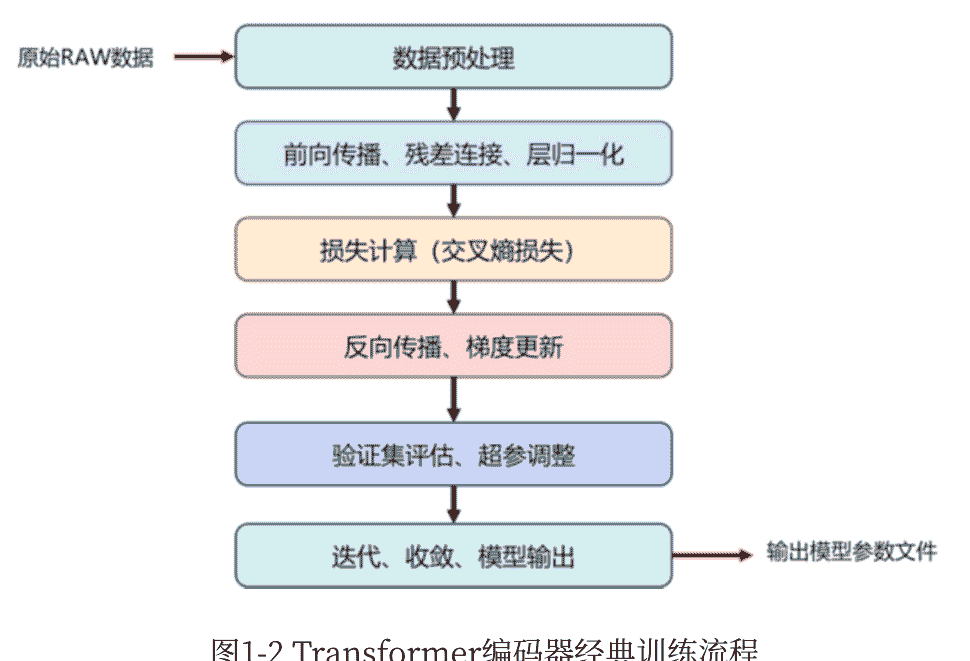 原始RAW数据
数据预处理
前向传播、残差连接、层归一化
损失计算（交叉熵损失）
反向传播、梯度更新
验证集评估、超参调整
迭代、收敛、模型输出
输出模型参数文件
图1-2 Transformer编码器经典训练流程